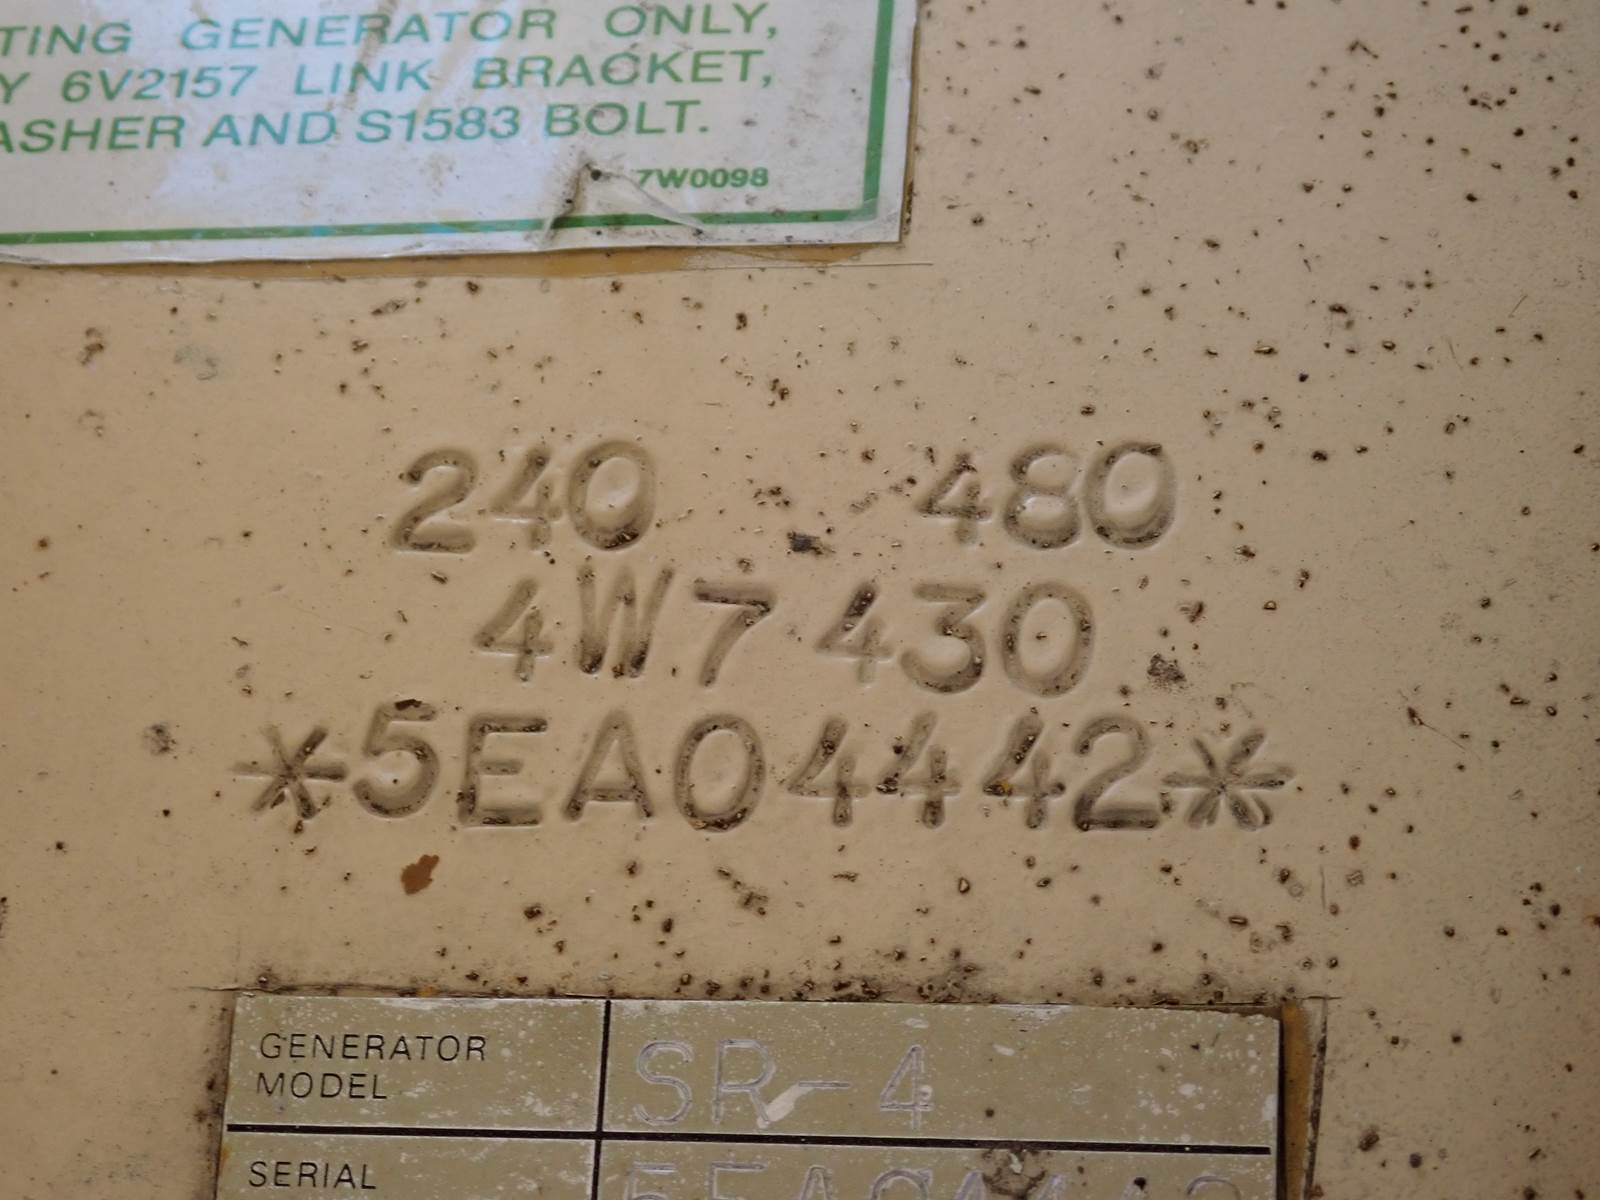 TING GENERATOR ONLY,
Y 6V2157 LINK BRACKET,
ASHER AND S1583 BOLT.
7W0098
240 480
4W7430
*5EA04442*
GENERATOR MODEL SR-4
SERIAL